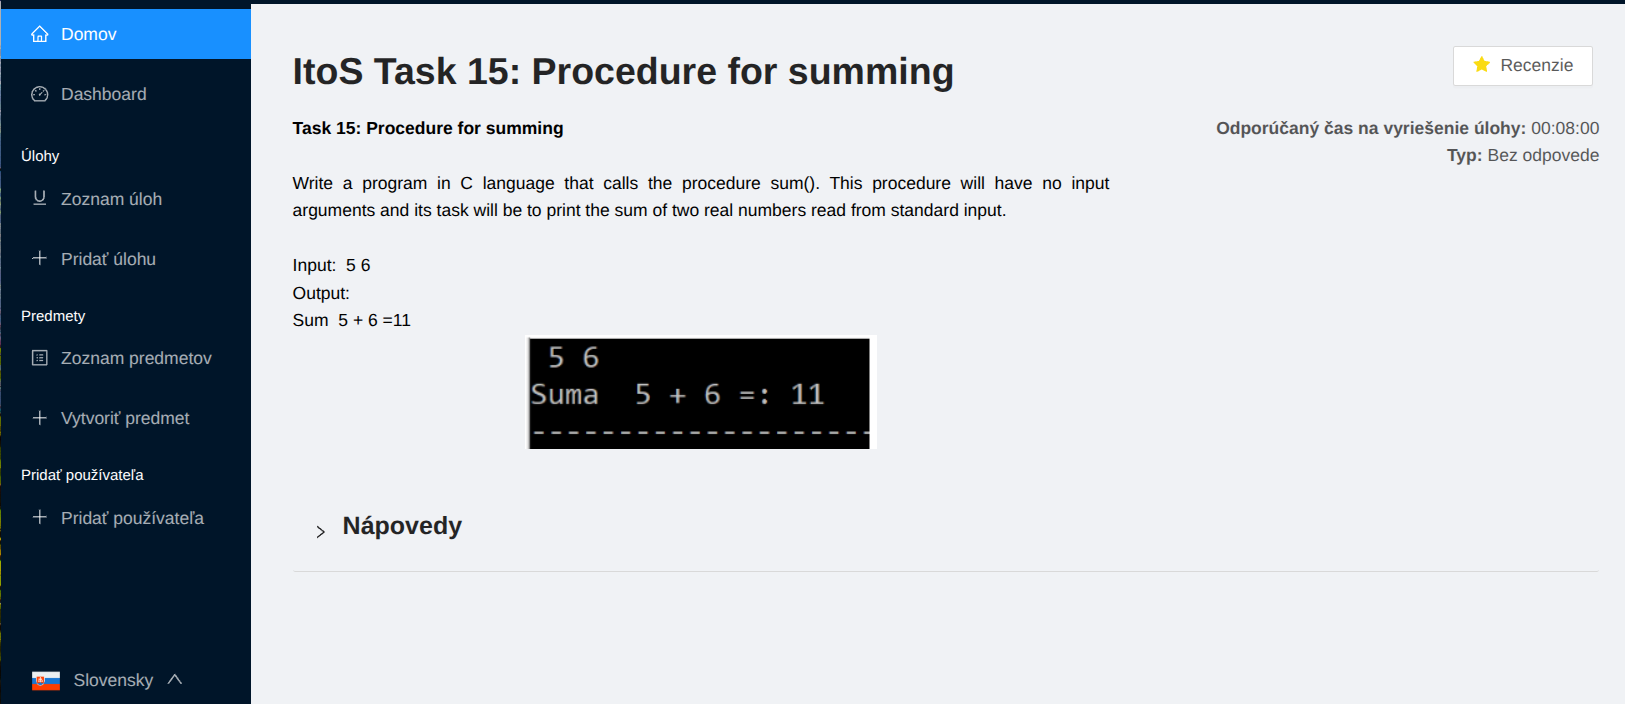 Domov
Dashboard
Úlohy
Zoznam úloh
Pridať úlohu
Predmety
Zoznam predmetov
Vytvoriť predmet
Pridať používateľa
Pridať používateľa
Slovensky
ItoS Task 15: Procedure for summing
Recenzie
Task 15: Procedure for summing
Odporúčaný čas na vyriešenie úlohy: 00:08:00
Typ: Bez odpovede
Write a program in C language that calls the procedure sum(). This procedure will have no input
arguments and its task will be to print the sum of two real numbers read from standard input.
Input:  5 6
Output:
Sum  5 + 6 =11
5 6
Suma  5 + 6 =: 11
--------------------
Nápovedy